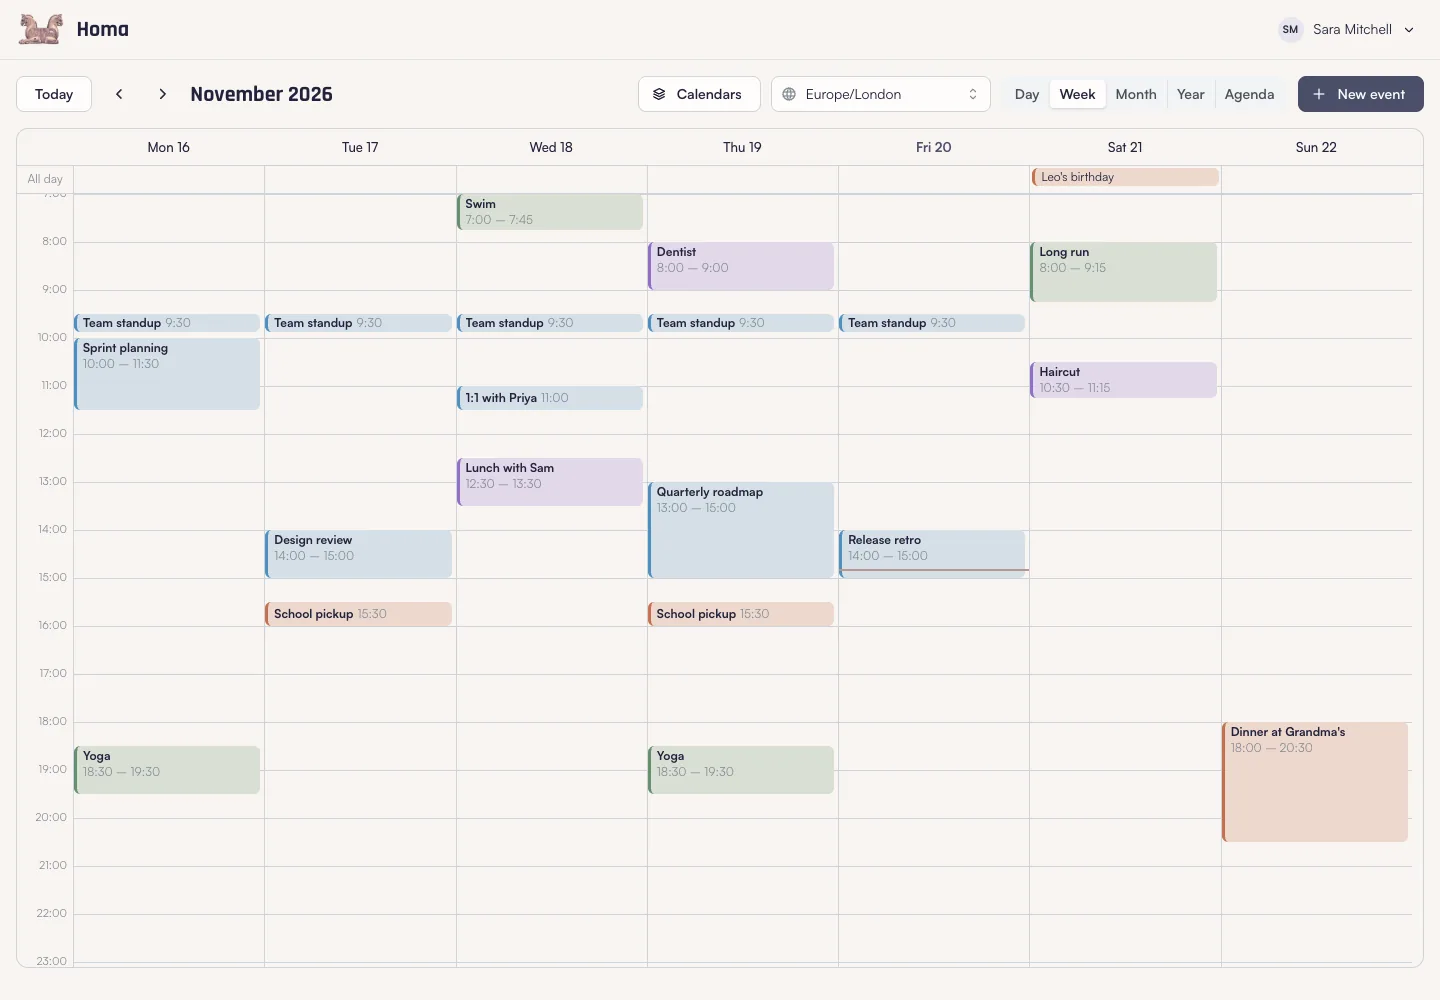 Homa
SM Sara Mitchell
Today
November 2026
Calendars
Europe/London
Day Week Month Year Agenda
New event
Mon 16 Tue 17 Wed 18 Thu 19 Fri 20 Sat 21 Sun 22
All day
Leo's birthday
7:00
Swim
7:00 – 7:45
8:00
Dentist
8:00 – 9:00
Long run
8:00 – 9:15
9:00
Team standup 9:30
Team standup 9:30
Team standup 9:30
Team standup 9:30
Team standup 9:30
10:00
Sprint planning
10:00 – 11:30
Haircut
10:30 – 11:15
11:00
1:1 with Priya 11:00
12:00
Lunch with Sam
12:30 – 13:30
13:00
Quarterly roadmap
13:00 – 15:00
14:00
Design review
14:00 – 15:00
Release retro
14:00 – 15:00
15:00
School pickup 15:30
School pickup 15:30
16:00
17:00
18:00
Dinner at Grandma's
18:00 – 20:30
Yoga
18:30 – 19:30
Yoga
18:30 – 19:30
19:00
20:00
21:00
22:00
23:00